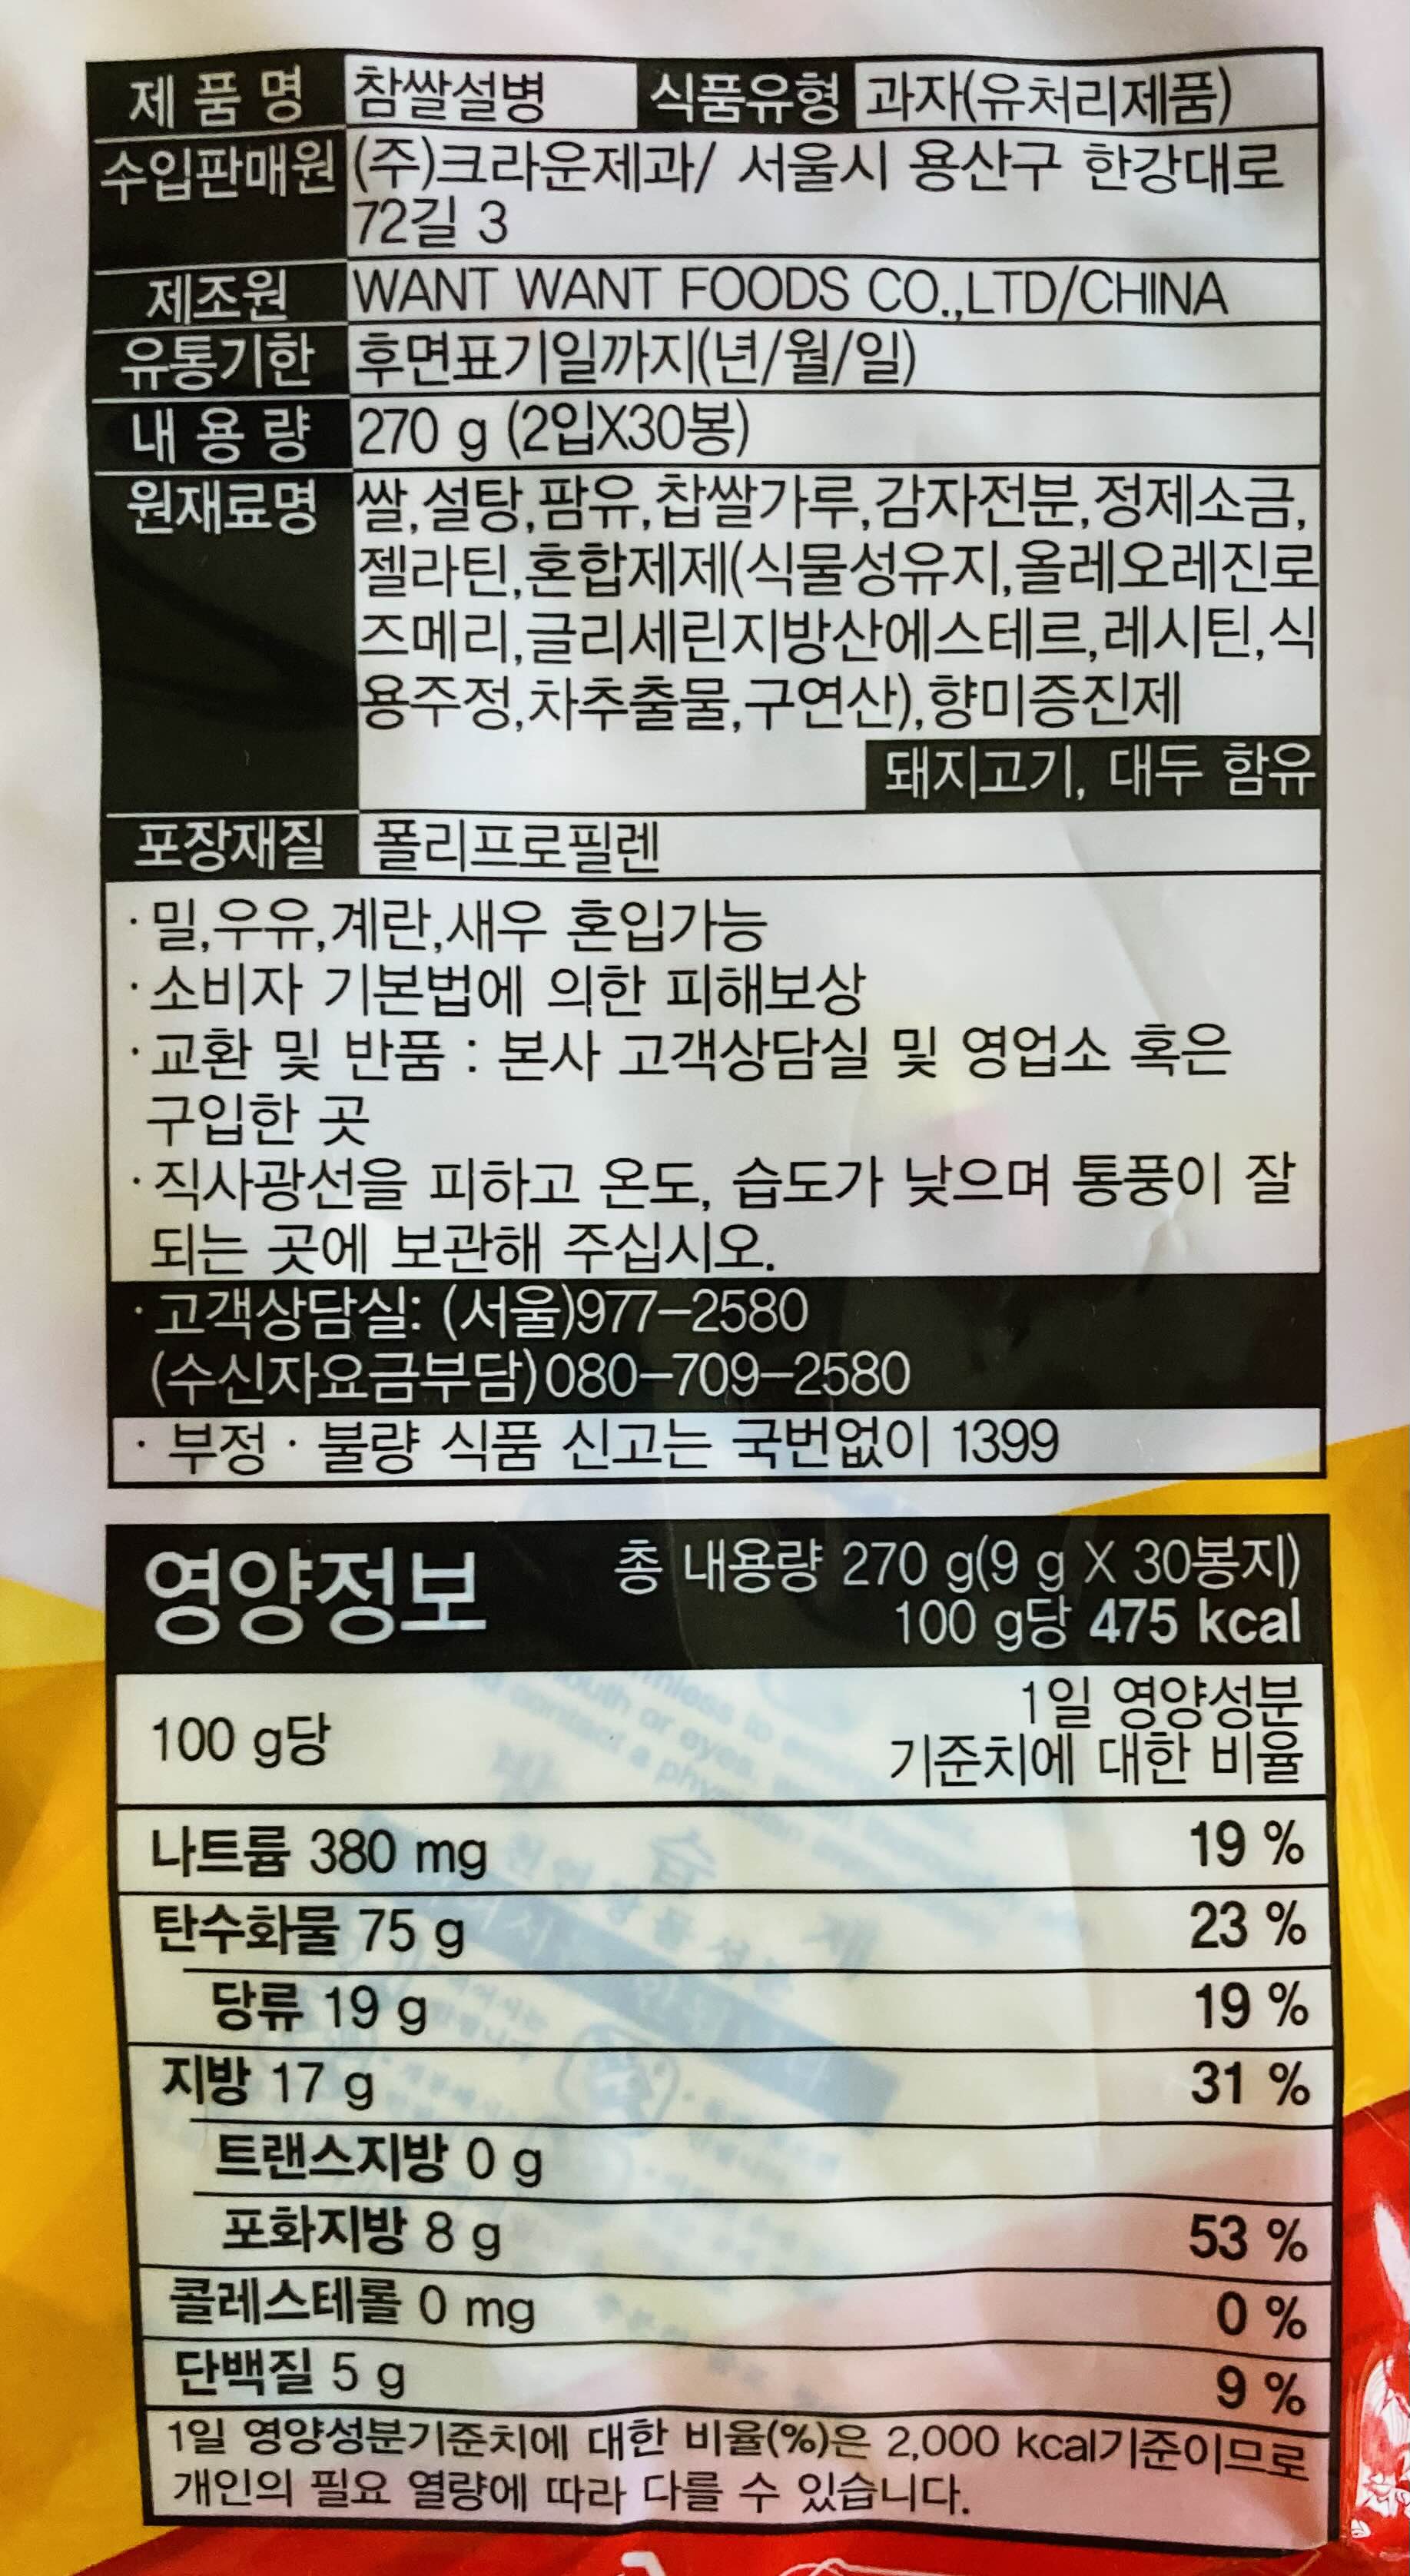 제 품 명 참쌀설병 식품유형 과자(유처리제품)
수입판매원 (주)크라운제과/ 서울시 용산구 한강대로
72길 3
제조원 WANT WANT FOODS CO.,LTD/CHINA
유통기한 후면표기일까지(년/월/일)
내 용 량 270 g (2입X30봉)
원재료명 쌀,설탕,팜유,찹쌀가루,감자전분,정제소금,
젤라틴,혼합제제(식물성유지,올레오레진로
즈메리,글리세린지방산에스테르,레시틴,식
용주정,차추출물,구연산),향미증진제
돼지고기, 대두 함유
포장재질 폴리프로필렌
·밀,우유,계란,새우 혼입가능
·소비자 기본법에 의한 피해보상
·교환 및 반품 : 본사 고객상담실 및 영업소 혹은
구입한 곳
·직사광선을 피하고 온도, 습도가 낮으며 통풍이 잘
되는 곳에 보관해 주십시오.
·고객상담실: (서울)977-2580
(수신자요금부담)080-709-2580
· 부정 · 불량 식품 신고는 국번없이 1399
영양정보 총 내용량 270 g(9 g X 30봉지)
100 g당 475 kcal
100 g당 1일 영양성분
기준치에 대한 비율
나트륨 380 mg 19 %
탄수화물 75 g 23 %
당류 19 g 19 %
지방 17 g 31 %
트랜스지방 0 g
포화지방 8 g 53 %
콜레스테롤 0 mg 0 %
단백질 5 g 9 %
1일 영양성분기준치에 대한 비율(%)은 2,000 kcal기준이므로
개인의 필요 열량에 따라 다를 수 있습니다.